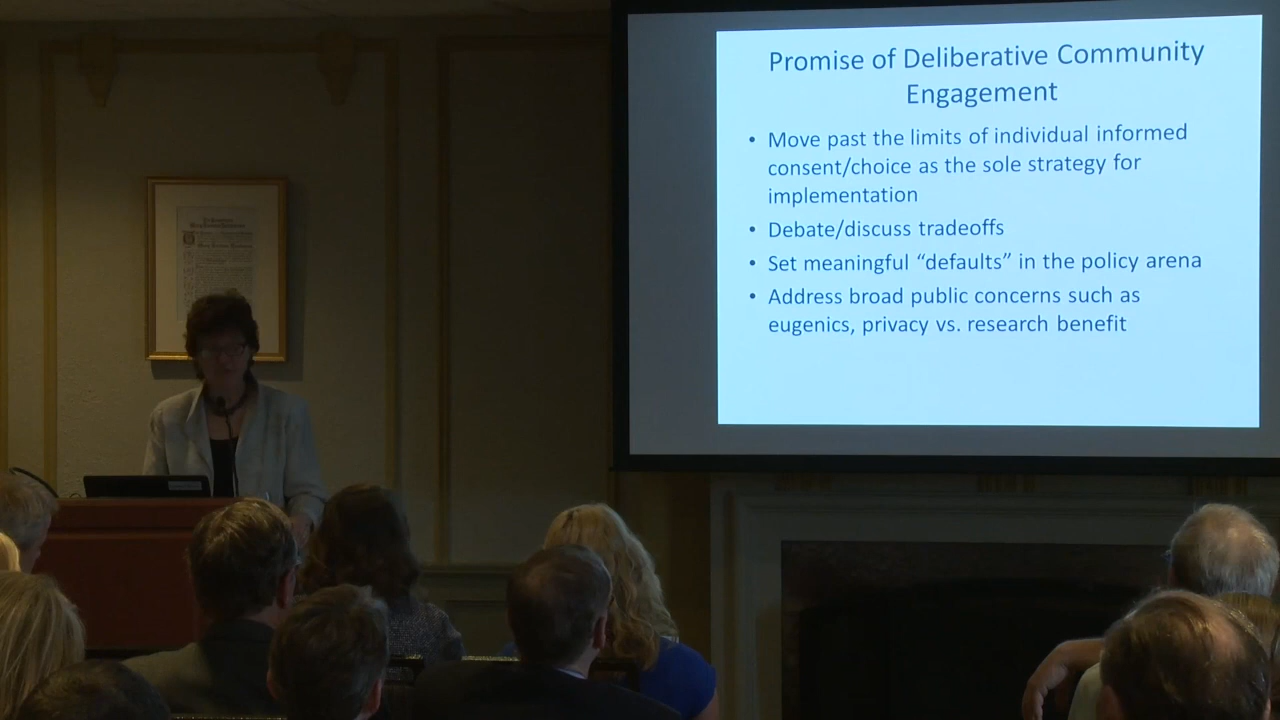 Promise of Deliberative Community
Engagement
• Move past the limits of individual informed
consent/choice as the sole strategy for
implementation
• Debate/discuss tradeoffs
• Set meaningful “defaults” in the policy arena
• Address broad public concerns such as
eugenics, privacy vs. research benefit